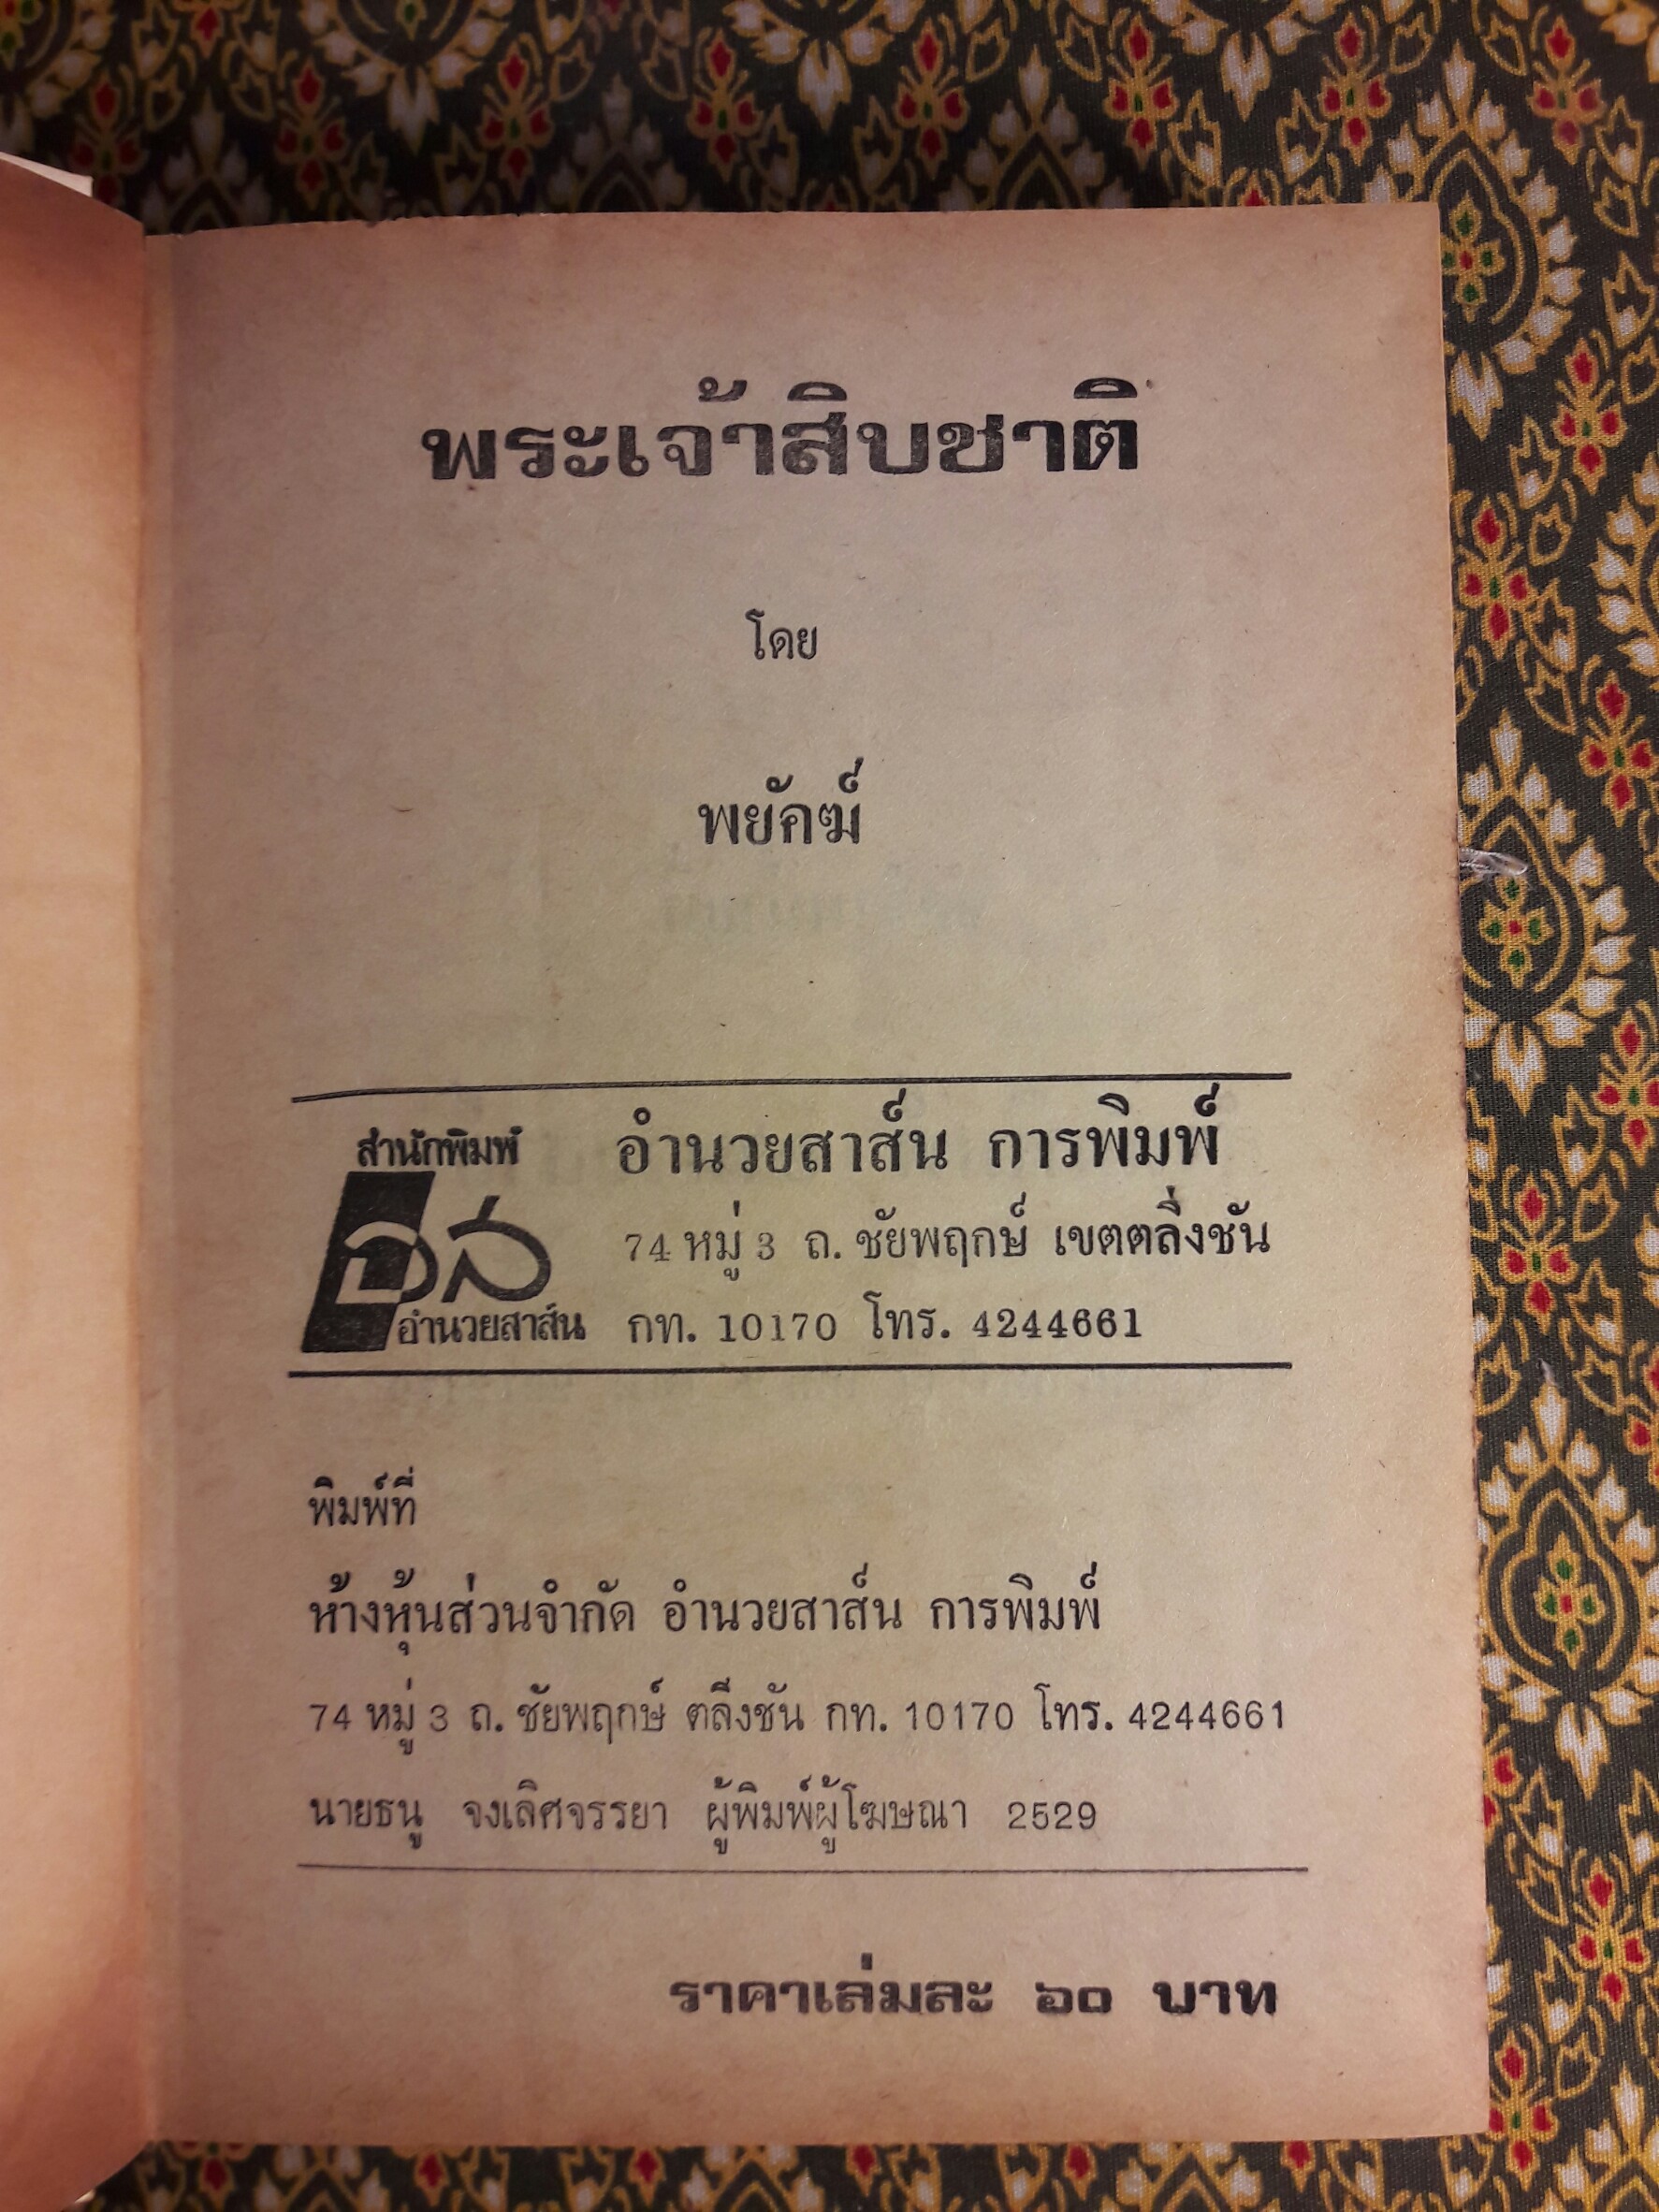 พระเจ้าสิบชาติ
โดย
พยัคฆ์
สำนักพิมพ์
อส
อำนวยสาส์น
อำนวยสาส์น การพิมพ์
74 หมู่ 3 ถ. ชัยพฤกษ์ เขตตลิ่งชัน
กท. 10170 โทร. 4244661
พิมพ์ที่
ห้างหุ้นส่วนจำกัด อำนวยสาส์น การพิมพ์
74 หมู่ 3 ถ. ชัยพฤกษ์ ตลิ่งชัน กท. 10170 โทร. 4244661
นายธนู จงเลิศจรรยา ผู้พิมพ์ผู้โฆษณา 2529
ราคาเล่มละ ๖๐ บาท